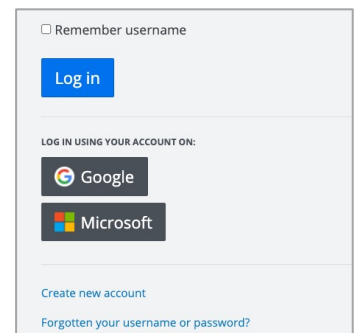 Remember username
Log in
LOG IN USING YOUR ACCOUNT ON:
Google
Microsoft
Create new account
Forgotten your username or password?